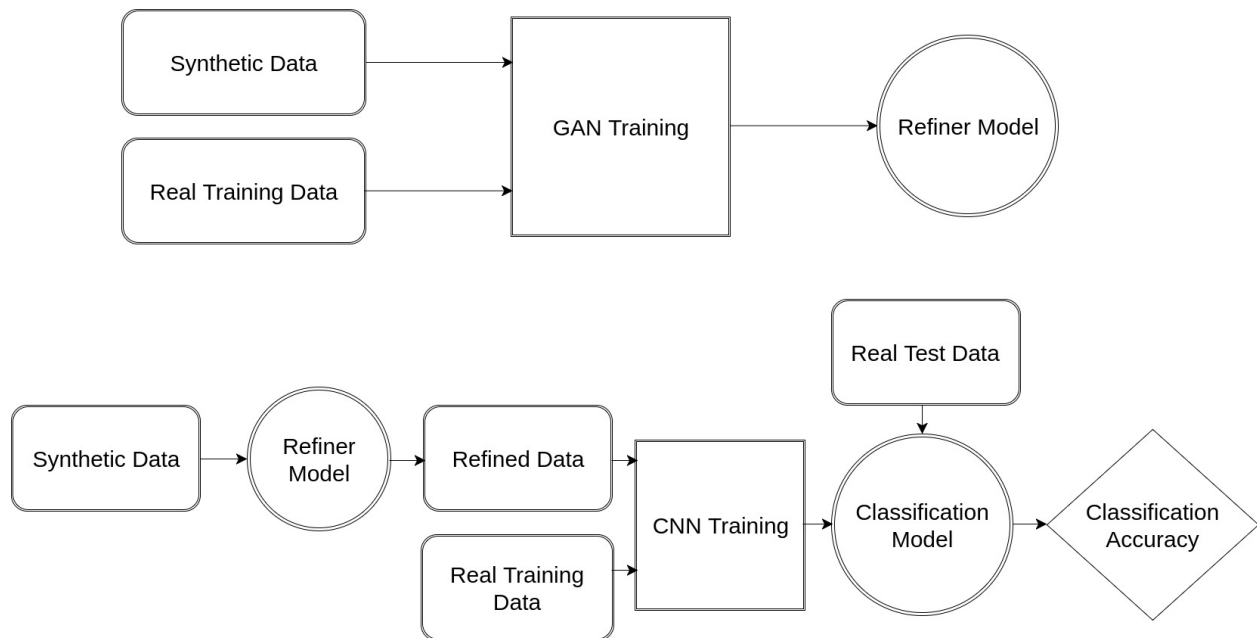 Synthetic Data
Real Training Data
GAN Training
Refiner Model
Real Test Data
Synthetic Data
Refiner
Model
Refined Data
Real Training
Data
CNN Training
Classification
Model
Classification
Accuracy